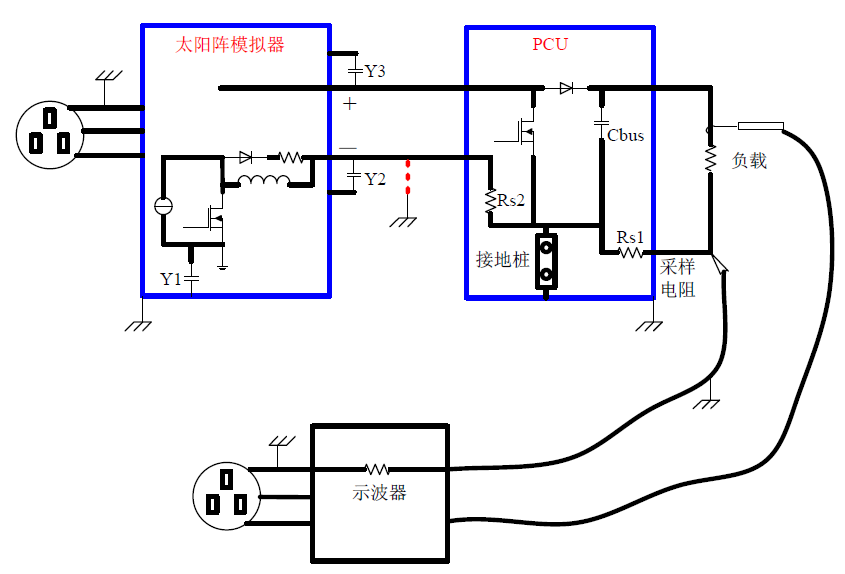 太阳阵模拟器
PCU
Y3
+
—
Cbus
负载
Y2
Rs2
Rs1
接地桩
采样
电阻
Y1
示波器